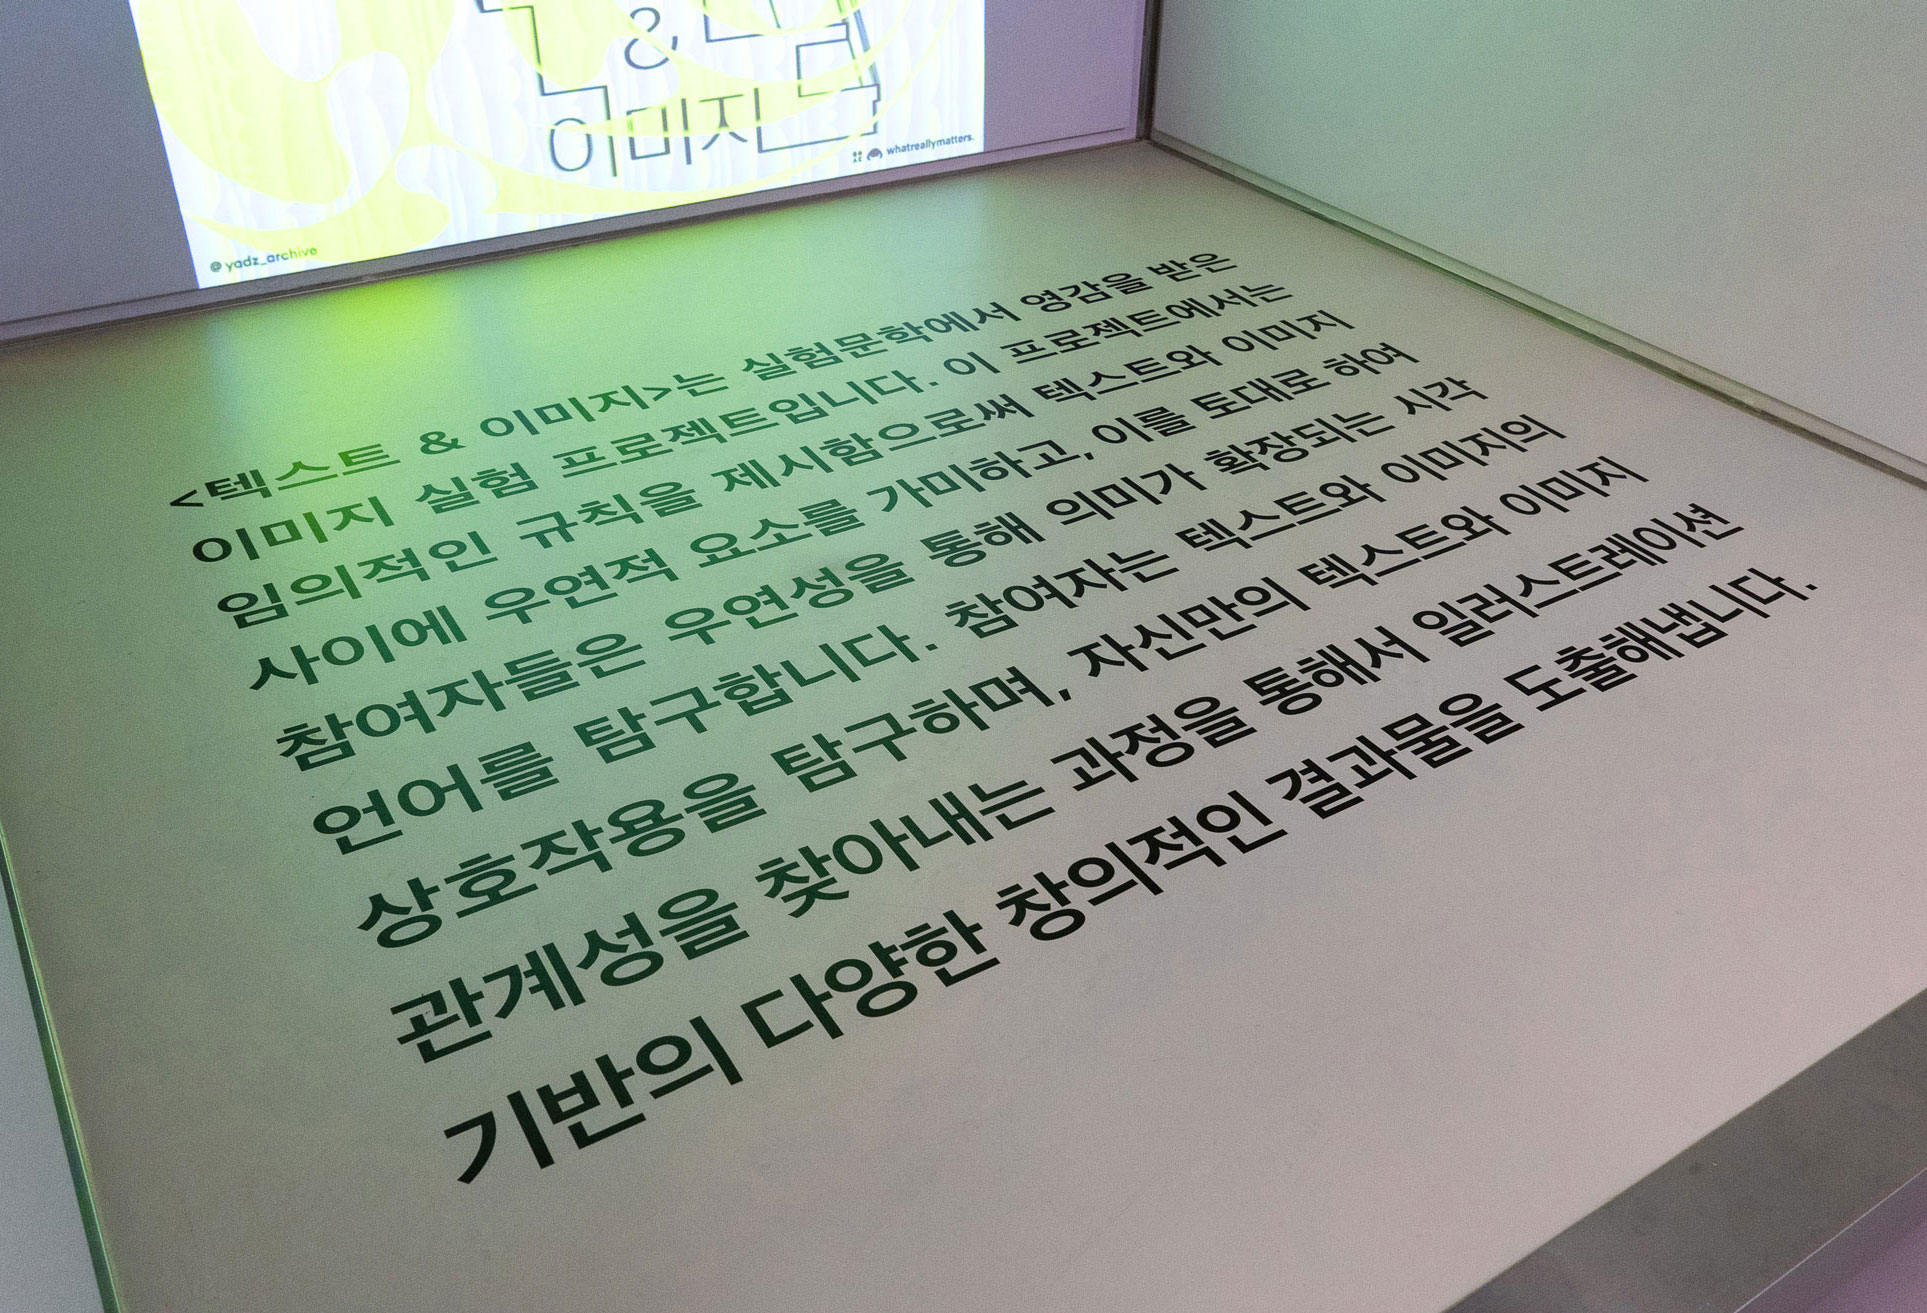 &
이미지
whatreallymatters.
@yadz_archive
<텍스트 & 이미지>는 실험문학에서 영감을 받은
이미지 실험 프로젝트입니다. 이 프로젝트에서는
임의적인 규칙을 제시함으로써 텍스트와 이미지
사이에 우연적 요소를 가미하고, 이를 토대로 하여
참여자들은 우연성을 통해 의미가 확장되는 시각
언어를 탐구합니다. 참여자는 텍스트와 이미지의
상호작용을 탐구하며, 자신만의 텍스트와 이미지
관계성을 찾아내는 과정을 통해서 일러스트레이션
기반의 다양한 창의적인 결과물을 도출해냅니다.